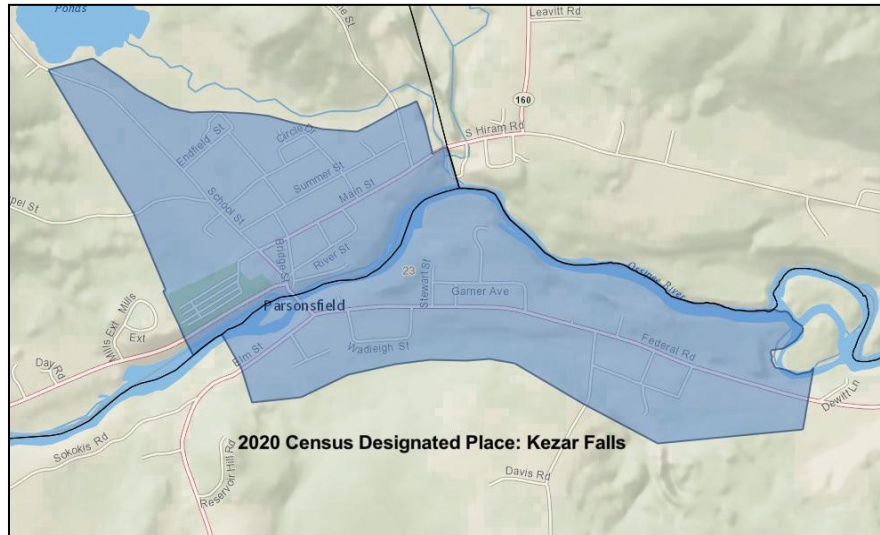 Ponds
Leavitt Rd
160
S Hiram Rd
Endfield St
Circle Dr
Summer St
Main St
School St
Bridge St
River St
23
Stewart St
Garner Ave
Ossipee River
Parsonsfield
Mills Ext
Mills
Ext
Elm St
Wadleigh St
Federal Rd
Day Rd
Dewitt Ln
2020 Census Designated Place: Kezar Falls
Sokokis Rd
Reservoir Hill Rd
Davis Rd